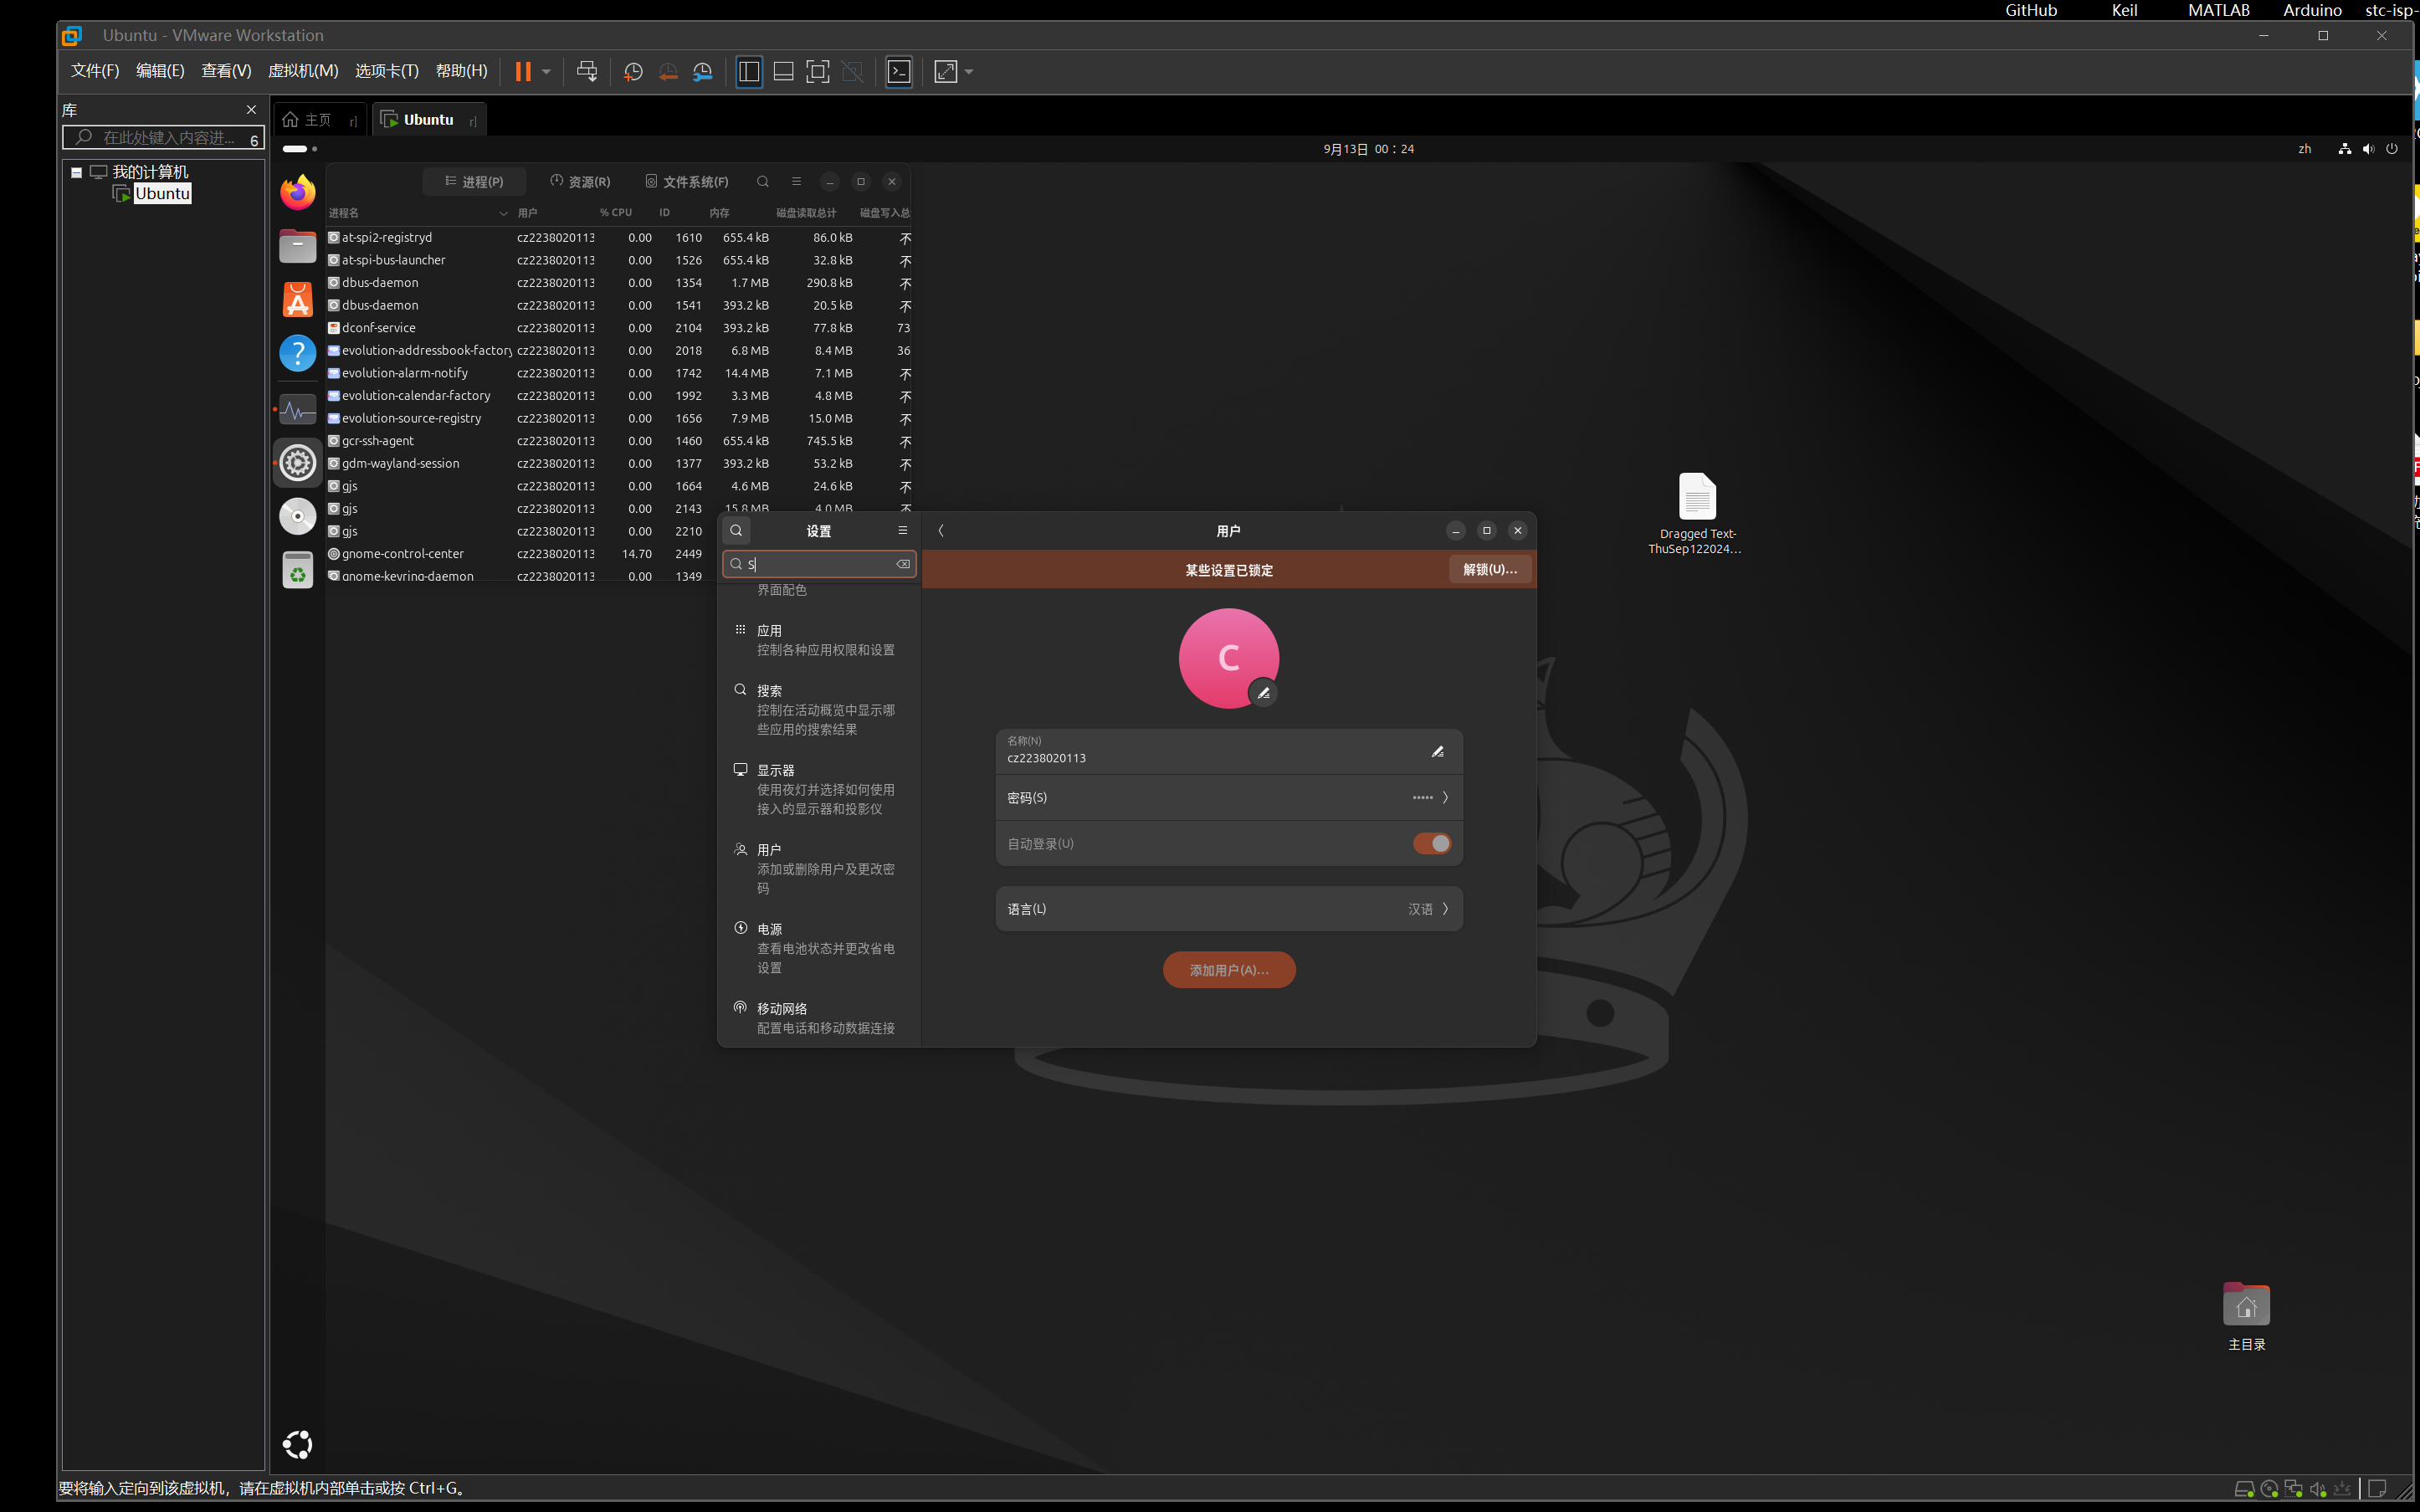 GitHub Keil MATLAB Arduino stc-isp-
Ubuntu - VMware Workstation
文件(F) 编辑(E) 查看(V) 虚拟机(M) 选项卡(T) 帮助(H)
库
在此处键入内容进...
我的计算机
Ubuntu
主页
Ubuntu
9月13日 00：24
zh
进程(P) 资源(R) 文件系统(F)
进程名 用户 % CPU ID 内存 磁盘读取总计 磁盘写入总
at-spi2-registryd cz2238020113 0.00 1610 655.4 kB 86.0 kB 不
at-spi-bus-launcher cz2238020113 0.00 1526 655.4 kB 32.8 kB 不
dbus-daemon cz2238020113 0.00 1354 1.7 MB 290.8 kB 不
dbus-daemon cz2238020113 0.00 1541 393.2 kB 20.5 kB 不
dconf-service cz2238020113 0.00 2104 393.2 kB 77.8 kB 73
evolution-addressbook-factory cz2238020113 0.00 2018 6.8 MB 8.4 MB 36
evolution-alarm-notify cz2238020113 0.00 1742 14.4 MB 7.1 MB 不
evolution-calendar-factory cz2238020113 0.00 1992 3.3 MB 4.8 MB 不
evolution-source-registry cz2238020113 0.00 1656 7.9 MB 15.0 MB 不
gcr-ssh-agent cz2238020113 0.00 1460 655.4 kB 745.5 kB 不
gdm-wayland-session cz2238020113 0.00 1377 393.2 kB 53.2 kB 不
gjs cz2238020113 0.00 1664 4.6 MB 24.6 kB 不
gjs cz2238020113 0.00 2143 15.8 MB 4.0 MB 不
gjs cz2238020113 0.00 2210
gnome-control-center cz2238020113 14.70 2449
gnome-keyring-daemon cz2238020113 0.00 1349
设置
S
界面配色
应用
控制各种应用权限和设置
搜索
控制在活动概览中显示哪
些应用的搜索结果
显示器
使用夜灯并选择如何使用
接入的显示器和投影仪
用户
添加或删除用户及更改密
码
电源
查看电池状态并更改省电
设置
移动网络
配置电话和移动数据连接
用户
某些设置已锁定
解锁(U)…
C
名称(N)
cz2238020113
密码(S)
自动登录(U)
语言(L) 汉语
添加用户(A)…
Dragged Text-
ThuSep122024…
主目录
要将输入定向到该虚拟机，请在虚拟机内部单击或按 Ctrl+G。